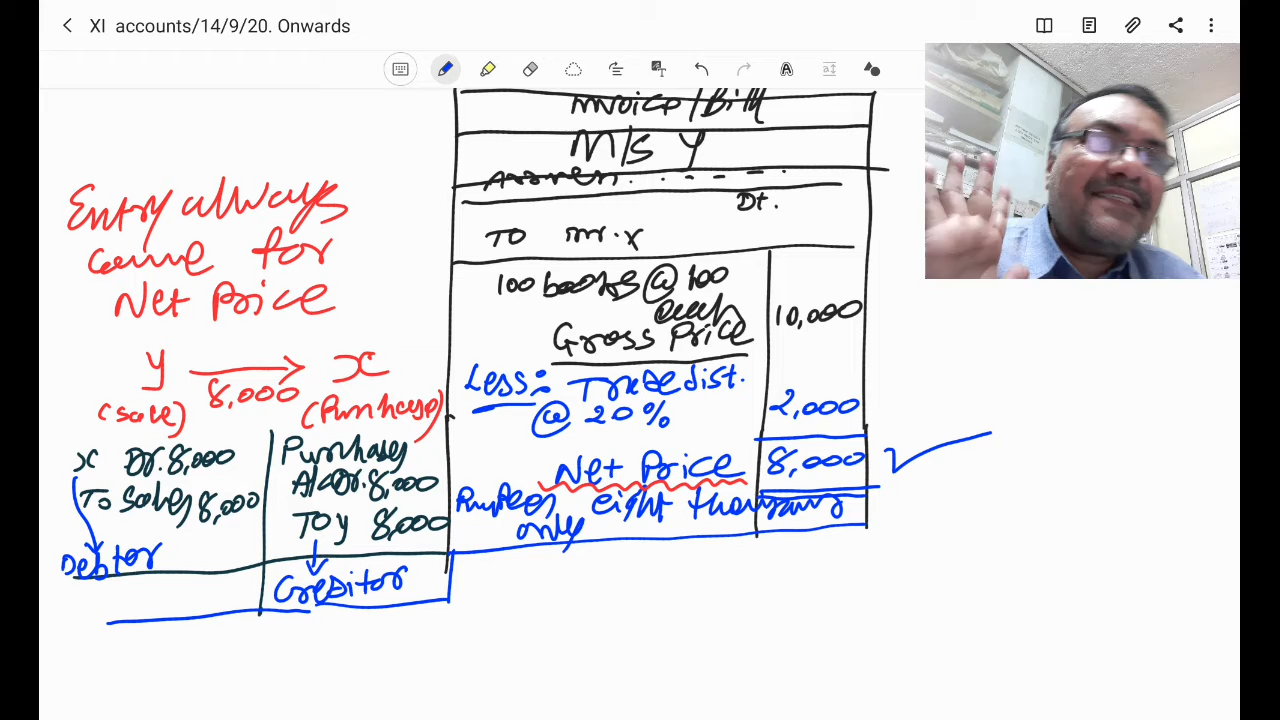 XI accounts/14/9/20. Onwards
Invoice/Bill
M/s Y
Address. . - - - .
Dt.
TO Mr. X
100 books @ 100
each
Gross Price 10,000
Less: Trade dist.
@ 20% 2,000
Net Price 8,000
Rupees eight thousand
only
Entry always
came for
Net Price
Y 8,000 X
(Sale) (Purchase)
X Dr. 8,000
To Sales 8,000
Debtor
Purchases
A/c Dr. 8,000
To y 8,000
Creditor